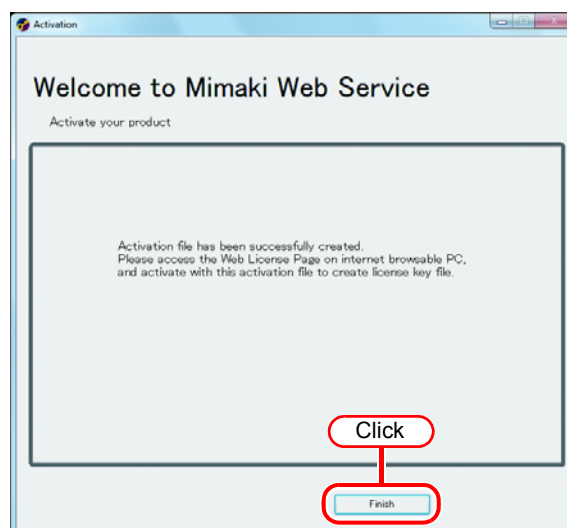 Activation
Welcome to Mimaki Web Service
Activate your product
Activation file has been successfully created.
Please access the Web License Page on internet browsable PC,
and activate with this activation file to create license key file.
Click
Finish